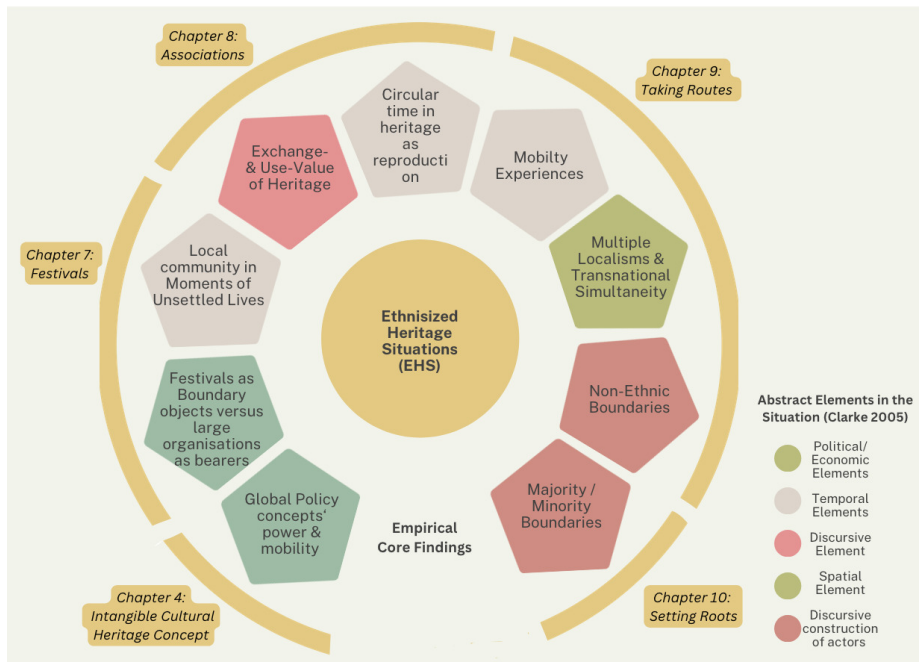 Chapter 8:
Associations
Chapter 9:
Taking Routes
Circular
time in
heritage
as
reproducti
on
Exchange-
& Use-Value
of Heritage
Mobilty
Experiences
Chapter 7:
Festivals
Local
community in
Moments of
Unsettled Lives
Multiple
Localisms &
Transnational
Simultaneity
Ethnisized
Heritage
Situations
(EHS)
Festivals as
Boundary
objects versus
large
organisations
as bearers
Non-Ethnic
Boundaries
Global Policy
concepts'
power &
mobility
Majority /
Minority
Boundaries
Empirical
Core Findings
Chapter 4:
Intangible Cultural
Heritage Concept
Chapter 10:
Setting Roots
Abstract Elements in the
Situation (Clarke 2005)
Political/
Economic
Elements
Temporal
Elements
Discursive
Element
Spatial
Element
Discursive
construction
of actors